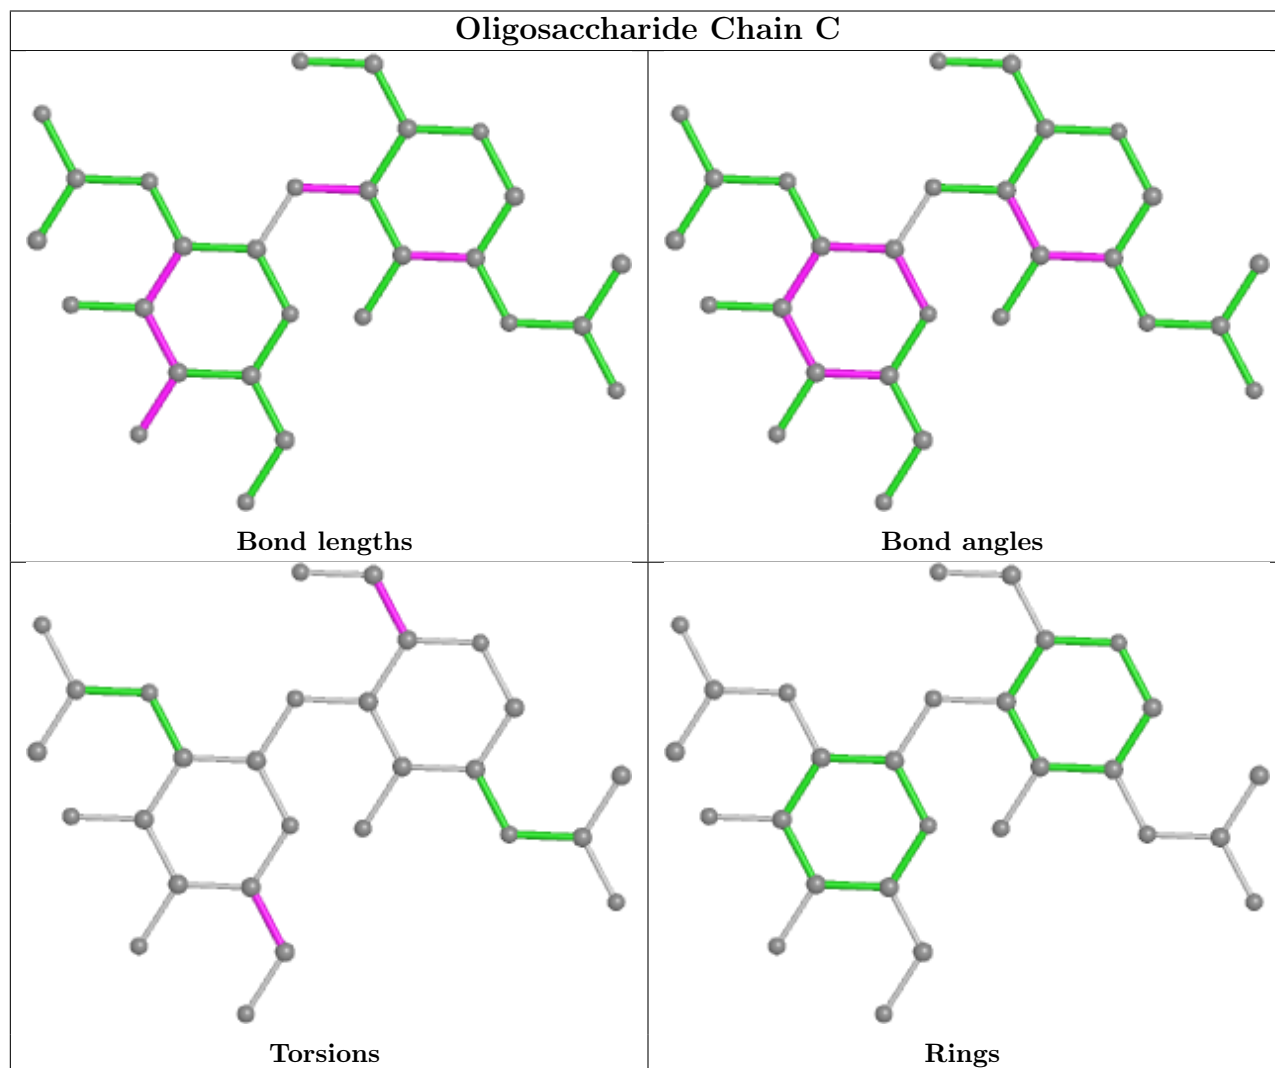 Oligosaccharide Chain C
Bond lengths
Bond angles
Torsions
Rings